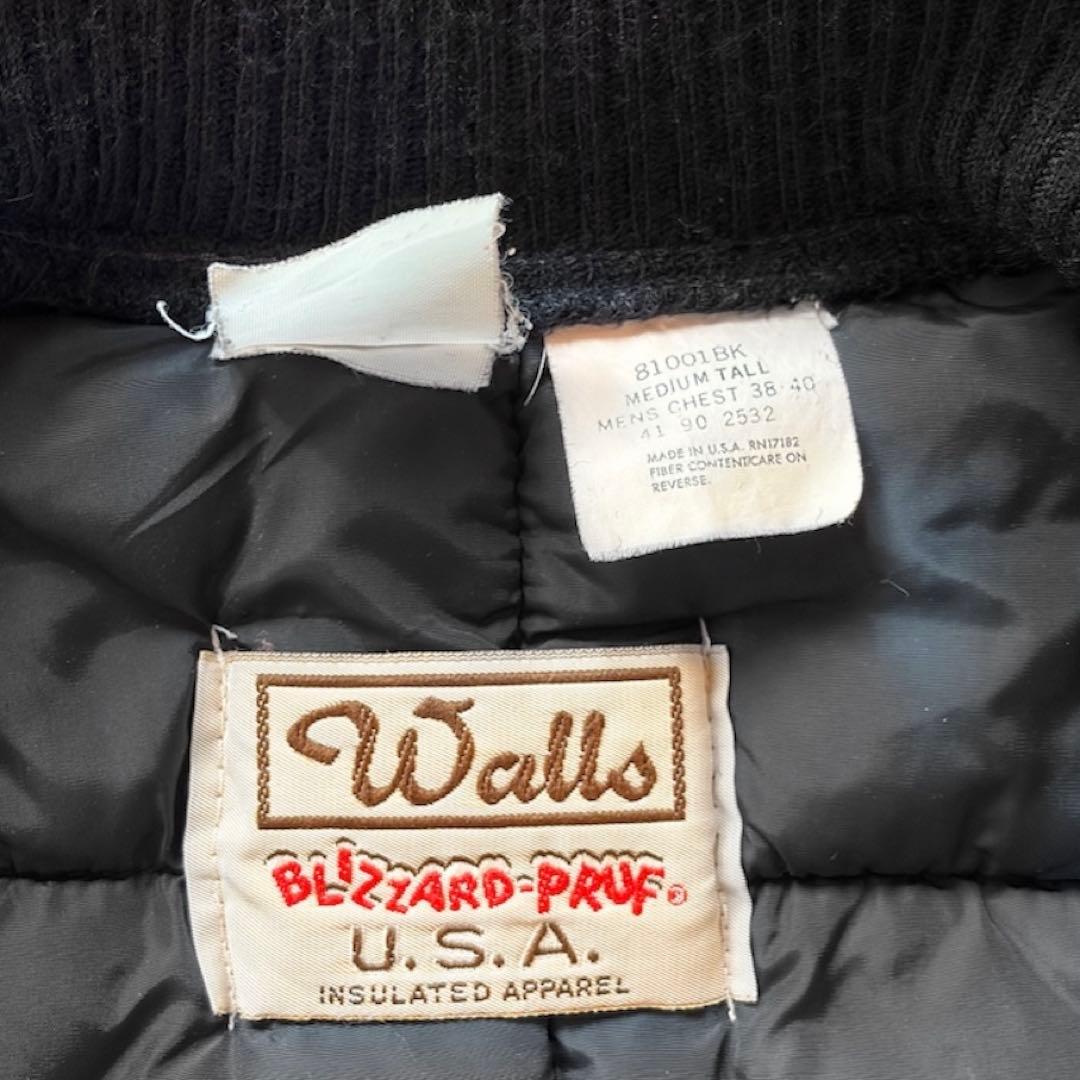 81001BK
MEDIUM TALL
MENS CHEST 38-40
41 90 2532
MADE IN U.S.A. RN17182
FIBER CONTENT/CARE ON
REVERSE.
Walls
BLIZZARD-PRUF®
U.S.A.
INSULATED APPAREL